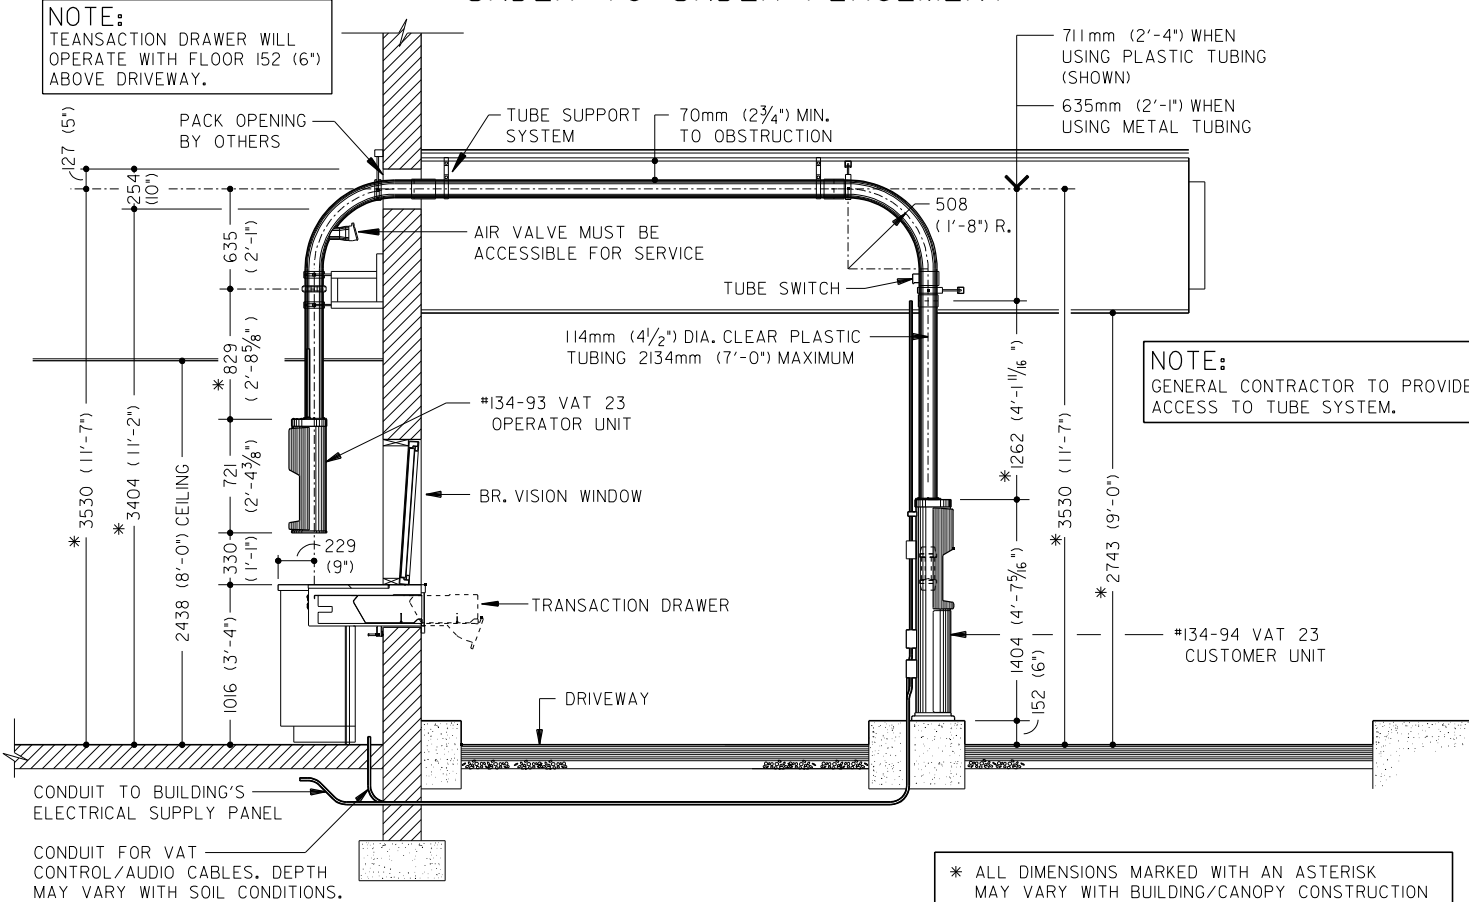 NOTE:
TEANSACTION DRAWER WILL
OPERATE WITH FLOOR 152 (6")
ABOVE DRIVEWAY.
711mm (2'-4") WHEN
USING PLASTIC TUBING
(SHOWN)
635mm (2'-1") WHEN
USING METAL TUBING
PACK OPENING
BY OTHERS
TUBE SUPPORT
SYSTEM
70mm (2¾") MIN.
TO OBSTRUCTION
127 (5")
254
(10")
635
(2'-1")
AIR VALVE MUST BE
ACCESSIBLE FOR SERVICE
508
(1'-8") R.
TUBE SWITCH
114mm (4½") DIA. CLEAR PLASTIC
TUBING 2134mm (7'-0") MAXIMUM
NOTE:
GENERAL CONTRACTOR TO PROVIDE
ACCESS TO TUBE SYSTEM.
* 829
(2'-8⅝")
#134-93 VAT 23
OPERATOR UNIT
* 3530 (11'-7")
* 3404 (11'-2")
2438 (8'-0") CEILING
721
(2'-4⅜")
BR. VISION WINDOW
330
(1'-1")
229
(9")
* 1262 (4'-1 11/16")
* 3530 (11'-7")
* 2743 (9'-0")
TRANSACTION DRAWER
1016 (3'-4")
1404 (4'-7 5/16")
152 (6")
#134-94 VAT 23
CUSTOMER UNIT
DRIVEWAY
CONDUIT TO BUILDING'S
ELECTRICAL SUPPLY PANEL
CONDUIT FOR VAT
CONTROL/AUDIO CABLES. DEPTH
MAY VARY WITH SOIL CONDITIONS.
* ALL DIMENSIONS MARKED WITH AN ASTERISK
MAY VARY WITH BUILDING/CANOPY CONSTRUCTION